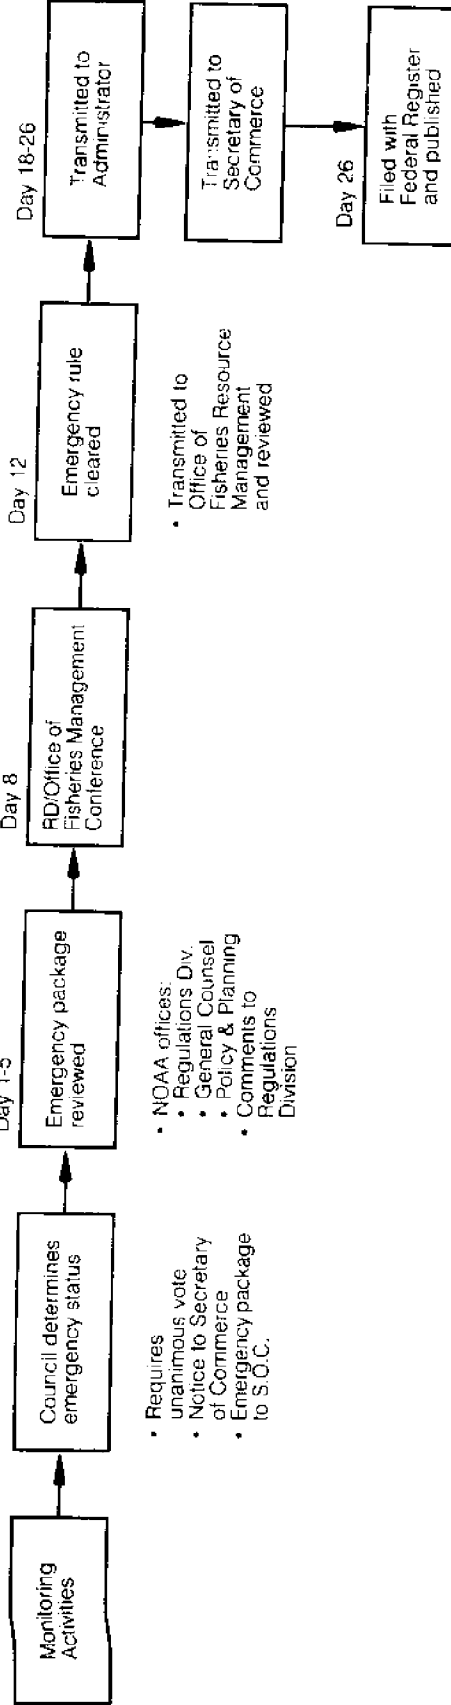 Monitoring
Activities
Council determines
emergency status
• Requires
unanimous vote
• Notice to Secretary
of Commerce
• Emergency package
to S.O.C.
Day 1-5
Emergency package
reviewed
• NOAA offices:
• Regulations Div.
• General Counsel
• Policy & Planning
• Comments to
Regulations
Division
Day 8
RD/Office of
Fisheries Management
Conference
Day 12
Emergency rule
cleared
• Transmitted to
Office of
Fisheries Resource
Management
and reviewed
Day 18-26
Transmitted to
Administrator
Transmitted to
Secretary of
Commerce
Day 26
Filed with
Federal Register
and published